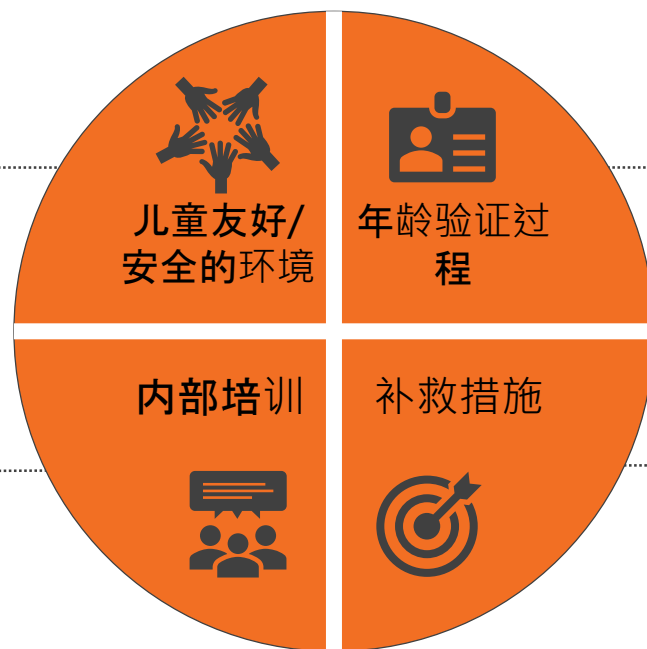 儿童友好/
安全的环境
年龄验证过
程
内部培训
补救措施